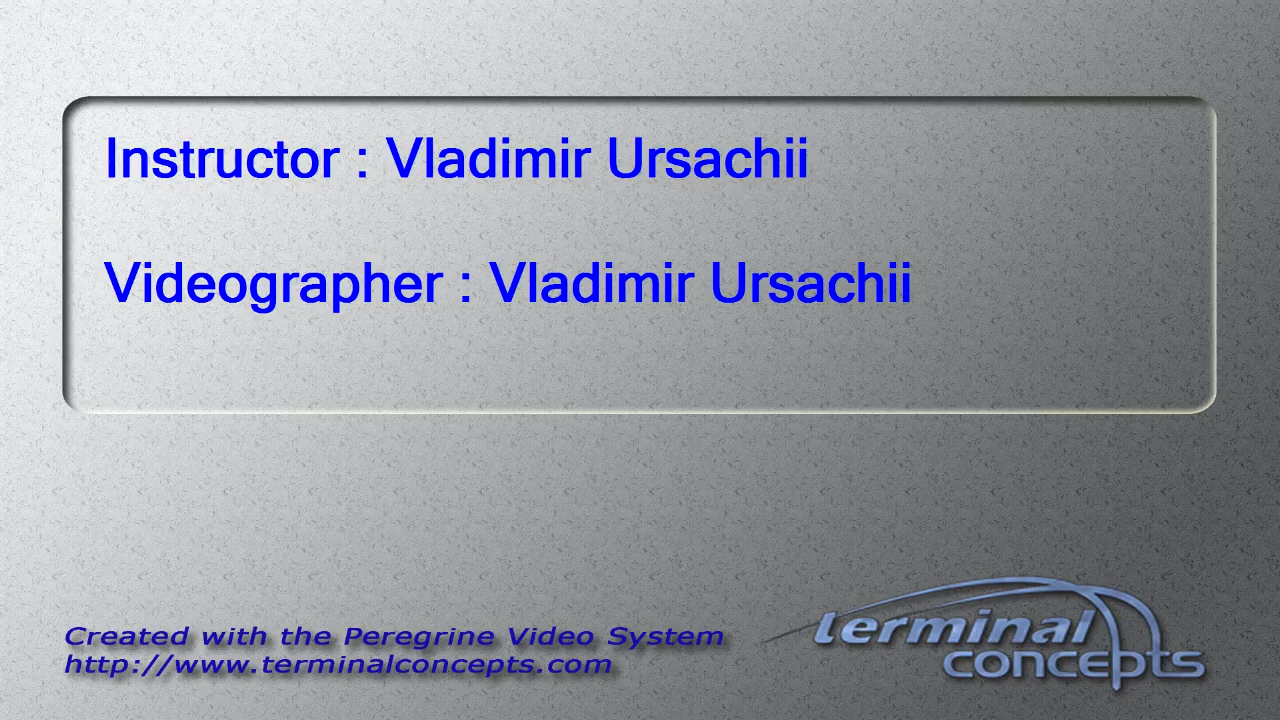 Instructor : Vladimir Ursachii
Videographer : Vladimir Ursachii
Created with the Peregrine Video System
http://www.terminalconcepts.com
terminal
concepts